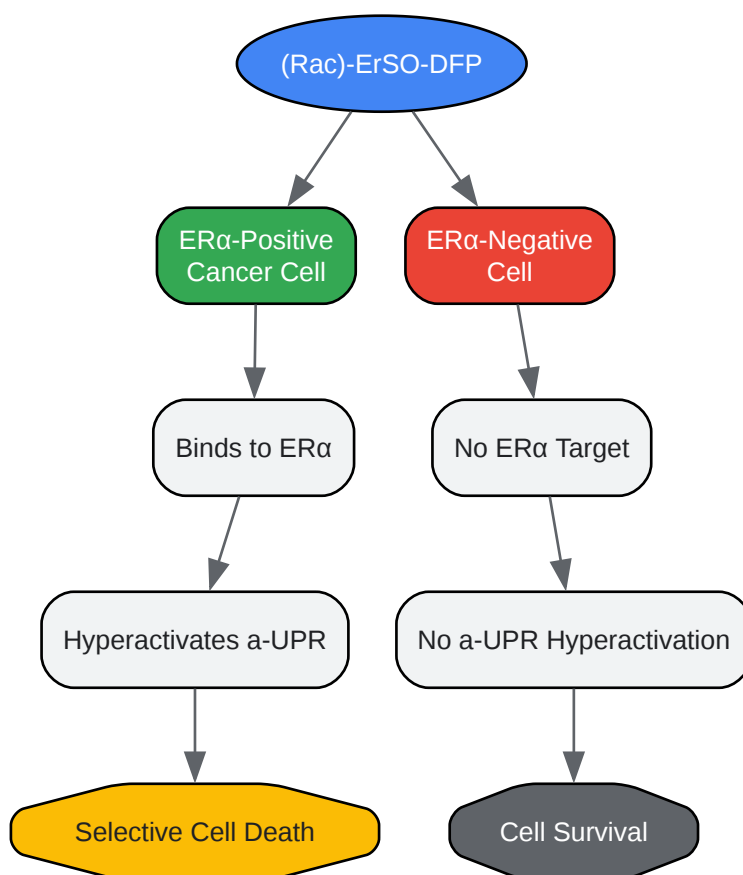 (Rac)-ErSO-DFP
ERα-Positive
Cancer Cell
ERα-Negative
Cell
Binds to ERα
No ERα Target
Hyperactivates a-UPR
No a-UPR Hyperactivation
Selective Cell Death
Cell Survival